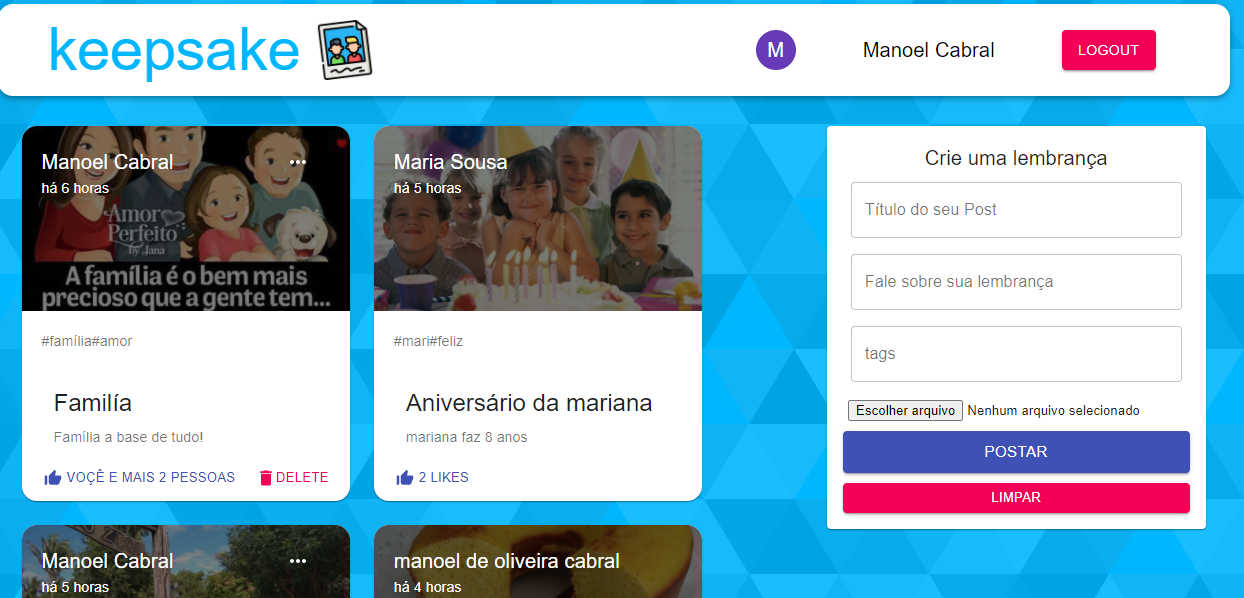 keepsake
M
Manoel Cabral
LOGOUT
Manoel Cabral
há 6 horas
Amor
Perfeito
by Jana
A família é o bem mais
precioso que a gente tem...
#família#amor
Familía
Família a base de tudo!
VOÇÊ E MAIS 2 PESSOAS
DELETE
Maria Sousa
há 5 horas
#mari#feliz
Aniversário da mariana
mariana faz 8 anos
2 LIKES
Manoel Cabral
há 5 horas
manoel de oliveira cabral
há 4 horas
Crie uma lembrança
Título do seu Post
Fale sobre sua lembrança
tags
Escolher arquivo Nenhum arquivo selecionado
POSTAR
LIMPAR